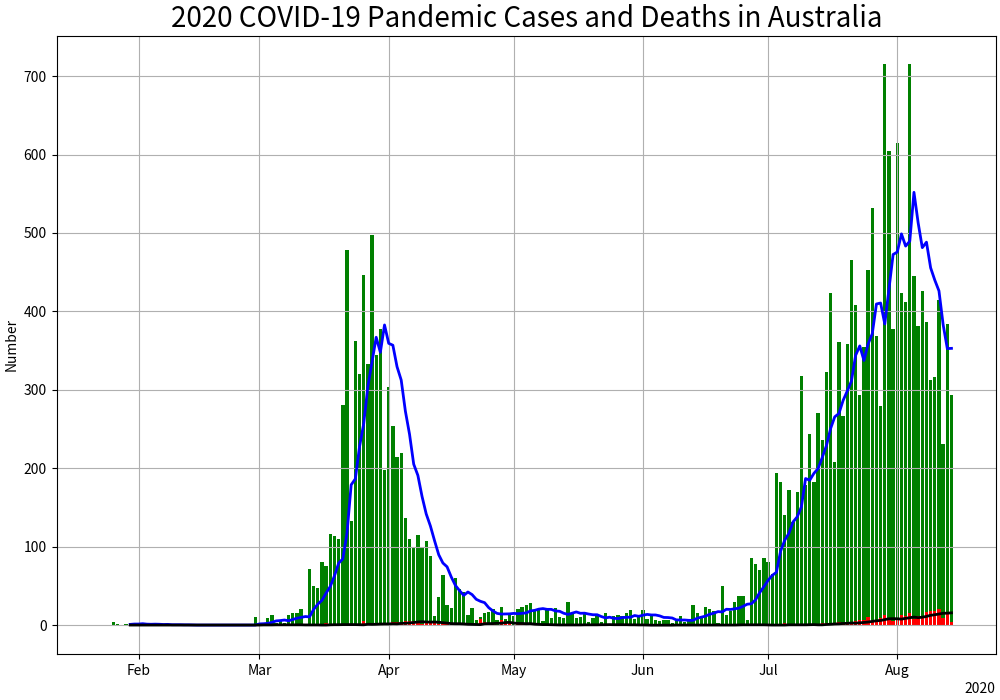 2020 COVID-19 Pandemic Cases and Deaths in Australia
Number
700
600
500
400
300
200
100
0
Feb
Mar
Apr
May
Jun
Jul
Aug
2020